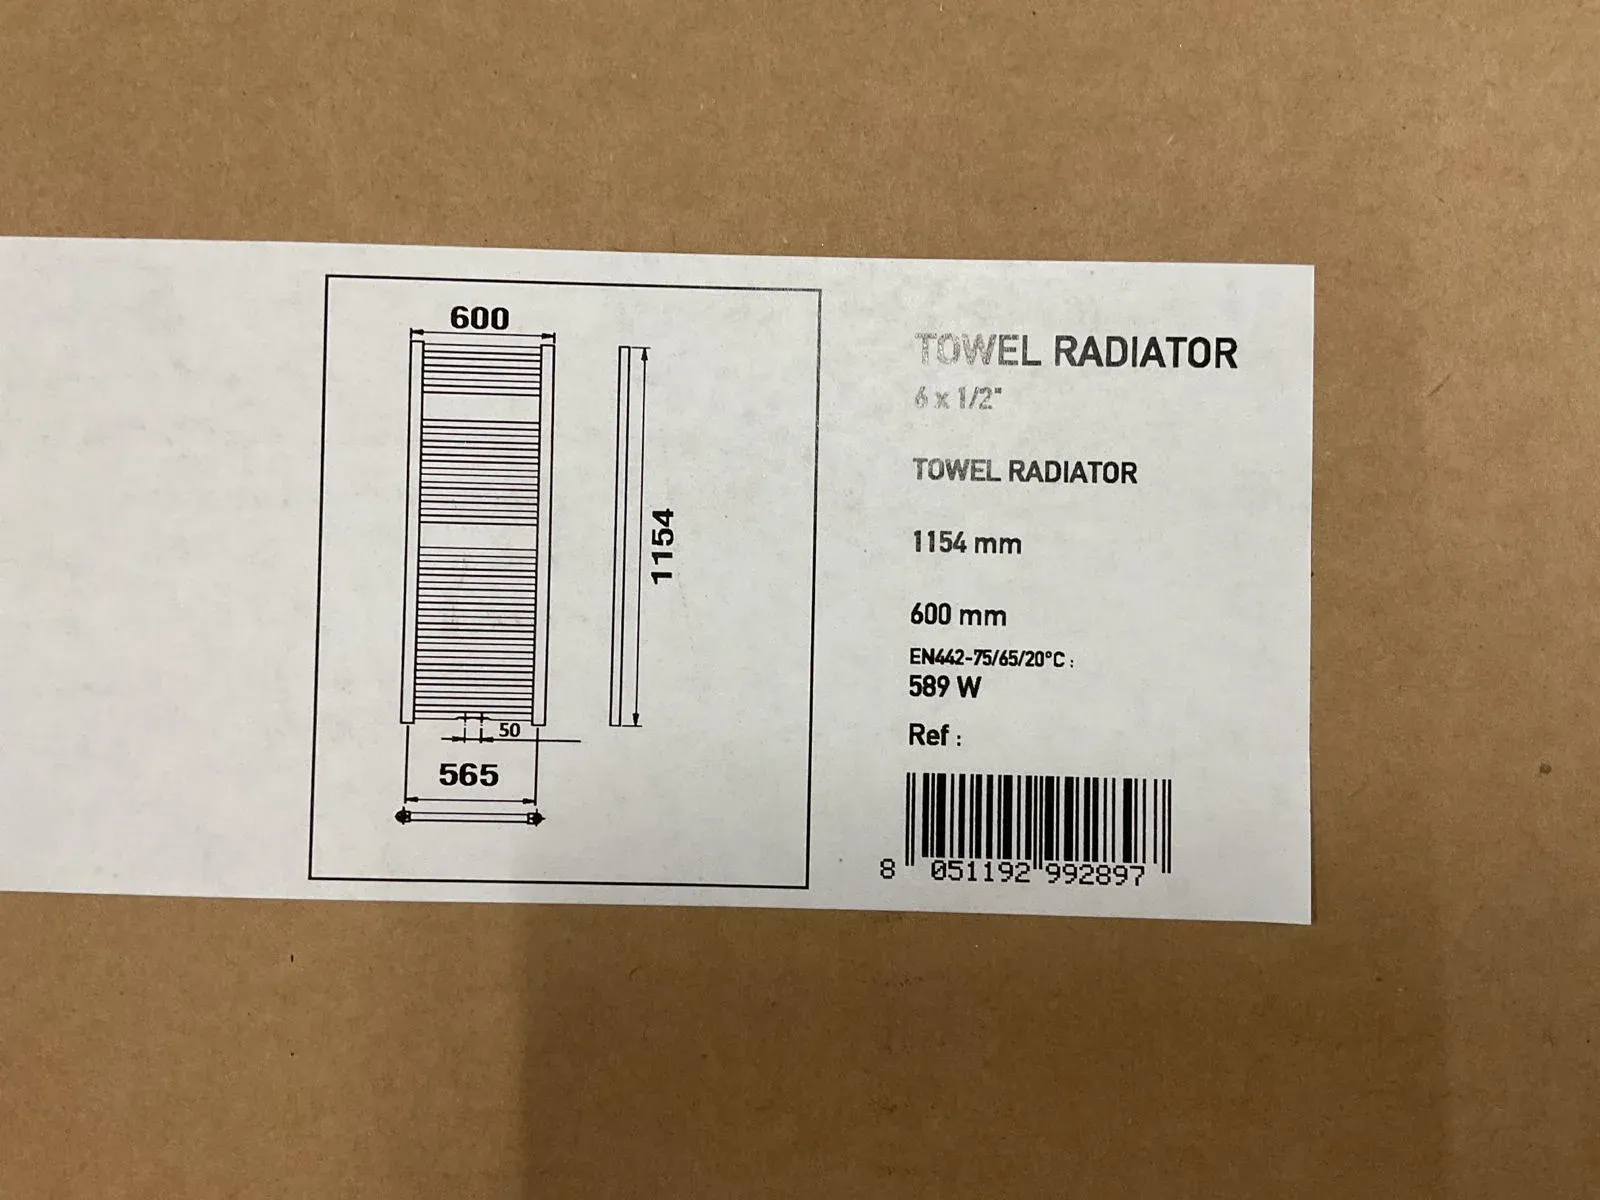 600
1154
50
565
TOWEL RADIATOR
6 x 1/2"
TOWEL RADIATOR
1154 mm
600 mm
EN442-75/65/20°C :
589 W
Ref :
8 051192 992897